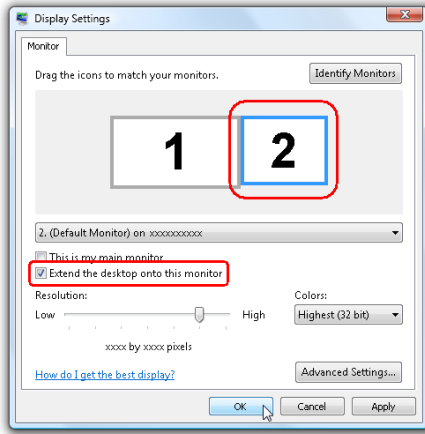 Display Settings
Monitor
Drag the icons to match your monitors.
Identify Monitors
1
2
2. (Default Monitor) on xxxxxxxxxx
This is my main monitor
Extend the desktop onto this monitor
Resolution:
Colors:
Low
High
Highest (32 bit)
xxxx by xxxx pixels
How do I get the best display?
Advanced Settings...
OK
Cancel
Apply